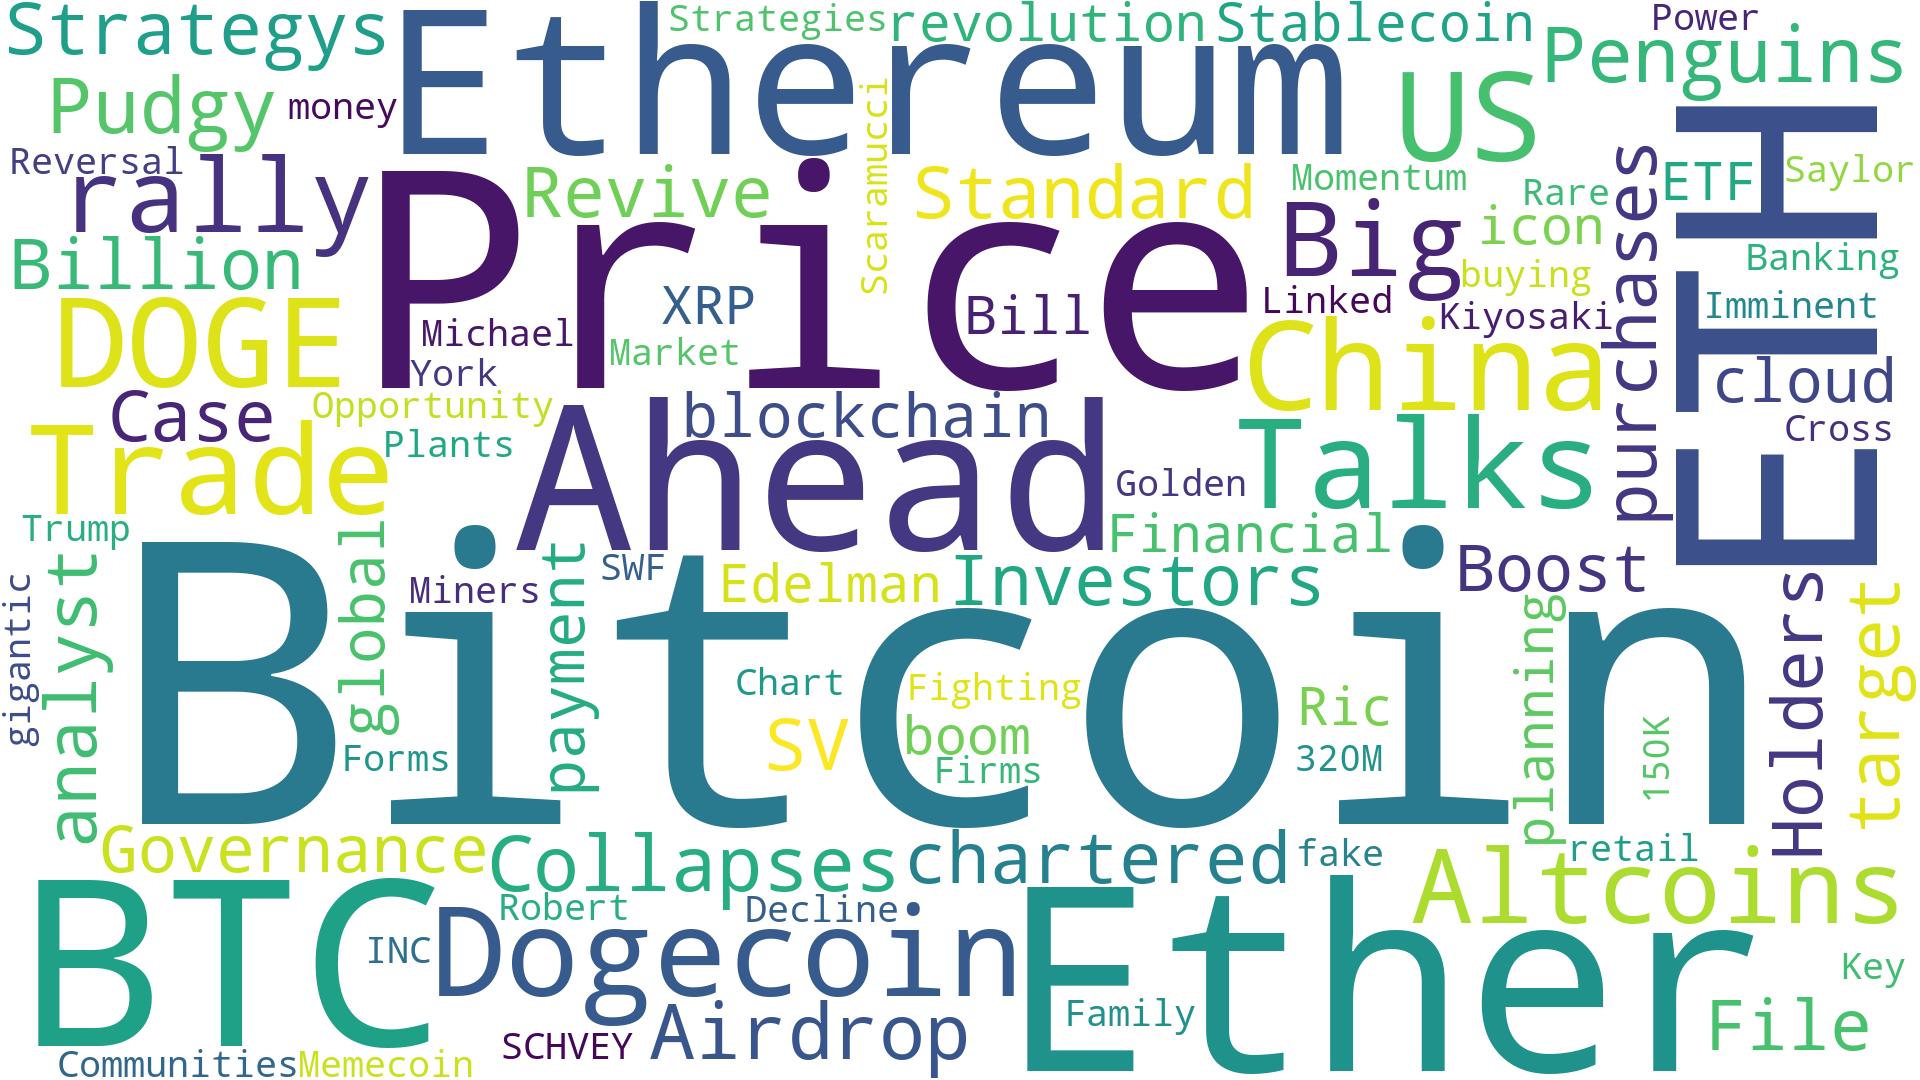 Strategys
Ethereum
Strategies
revolution
Stablecoin
Power
Penguins
Pudgy
money
US
Scaramucci
ETH
Reversal
rally
Price
Revive
Standard
Momentum
Big
Rare
icon
purchases
ETF
Saylor
Billion
DOGE
XRP
Bill
Linked
buying
Kiyosaki
Banking
Imminent
Michael
Market
York
China
cloud
Case
Opportunity
blockchain
Cross
Trade
Plants
Ahead
Golden
Talks
Trump
global
analyst
gigantic
Bitcoin
Miners
payment
SWF
Edelman
Investors
Financial
Boost
Holders
target
planning
Chart
Fighting
Ric
SV
boom
Firms
320M
150K
Forms
Governance
Collapses
chartered
fake
retail
Altcoins
BTC
INC
Robert
Decline
Dogecoin
Ether
Family
Key
File
SCHVEY
Airdrop
Communities
Memecoin